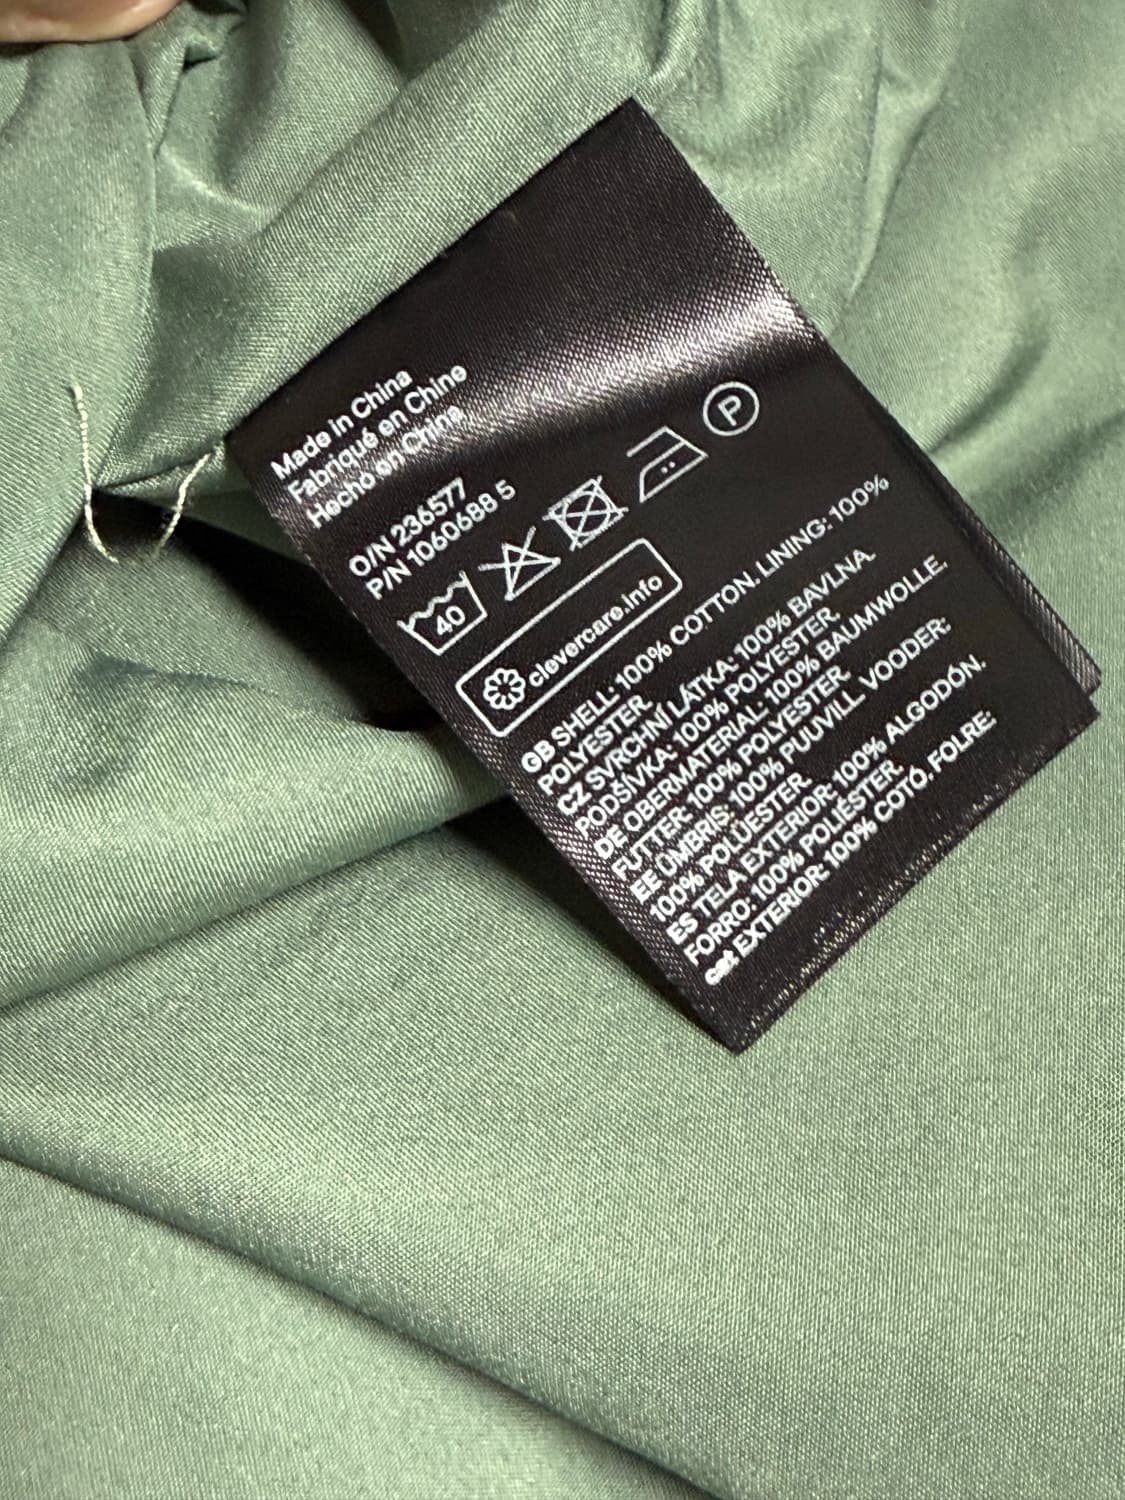 Made in China
Fabriqué en Chine
Hecho en China
O/N 236577
P/N 1060688 5
40
P
clevercare.info
GB SHELL: 100% COTTON. LINING: 100%
POLYESTER.
CZ SVRCHNÍ LÁTKA: 100% BAVLNA.
PODŠÍVKA: 100% POLYESTER.
DE OBERMATERIAL: 100% BAUMWOLLE.
FUTTER: 100% POLYESTER.
EE ÜMBRIS: 100% PUUVILL VOODER:
100% POLÜESTER.
ES TELA EXTERIOR: 100% ALGODÓN.
FORRO: 100% POLIÉSTER.
cat EXTERIOR: 100% COTÓ. FOLRE: